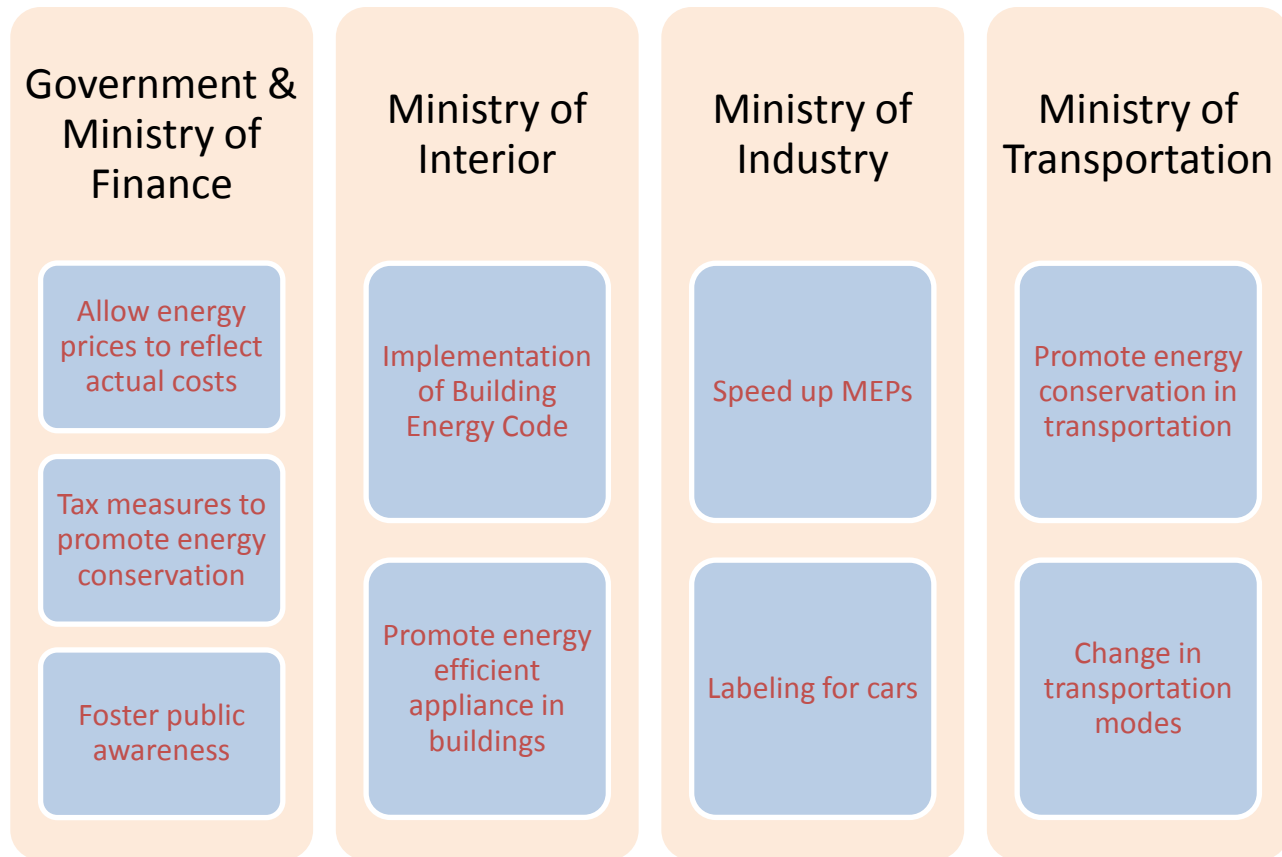 Government &
Ministry of
Finance
Allow energy
prices to reflect
actual costs
Tax measures to
promote energy
conservation
Foster public
awareness
Ministry of
Interior
Implementation
of Building
Energy Code
Promote energy
efficient
appliance in
buildings
Ministry of
Industry
Speed up MEPs
Labeling for cars
Ministry of
Transportation
Promote energy
conservation in
transportation
Change in
transportation
modes